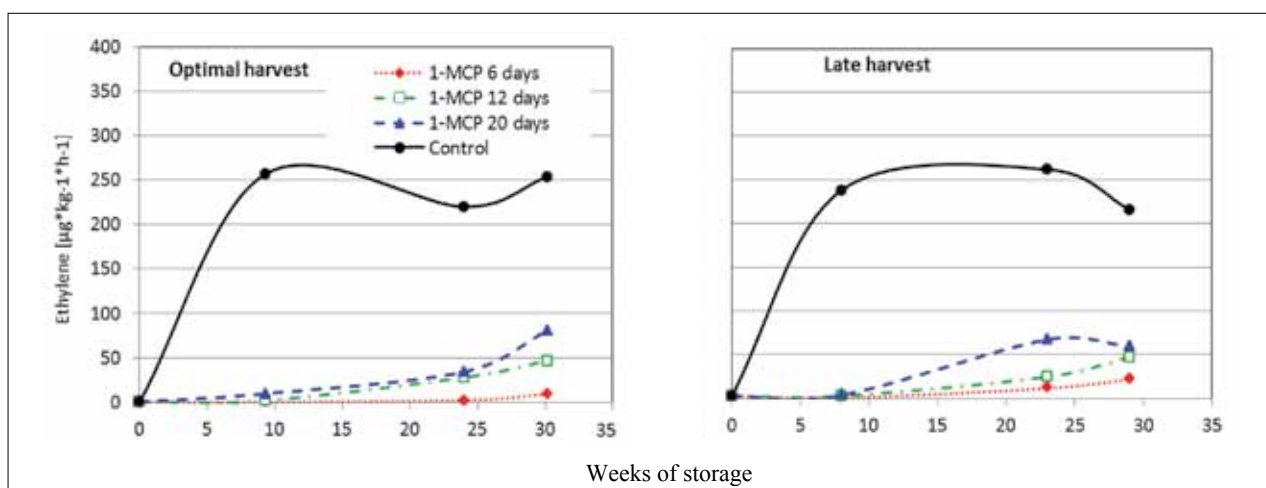 400
350
300
250
200
150
100
50
0
Ethylene [µg*kg-1*h-1]
Optimal harvest
1-MCP 6 days
1-MCP 12 days
1-MCP 20 days
Control
0 5 10 15 20 25 30 35
Late harvest
0 5 10 15 20 25 30 35
Weeks of storage